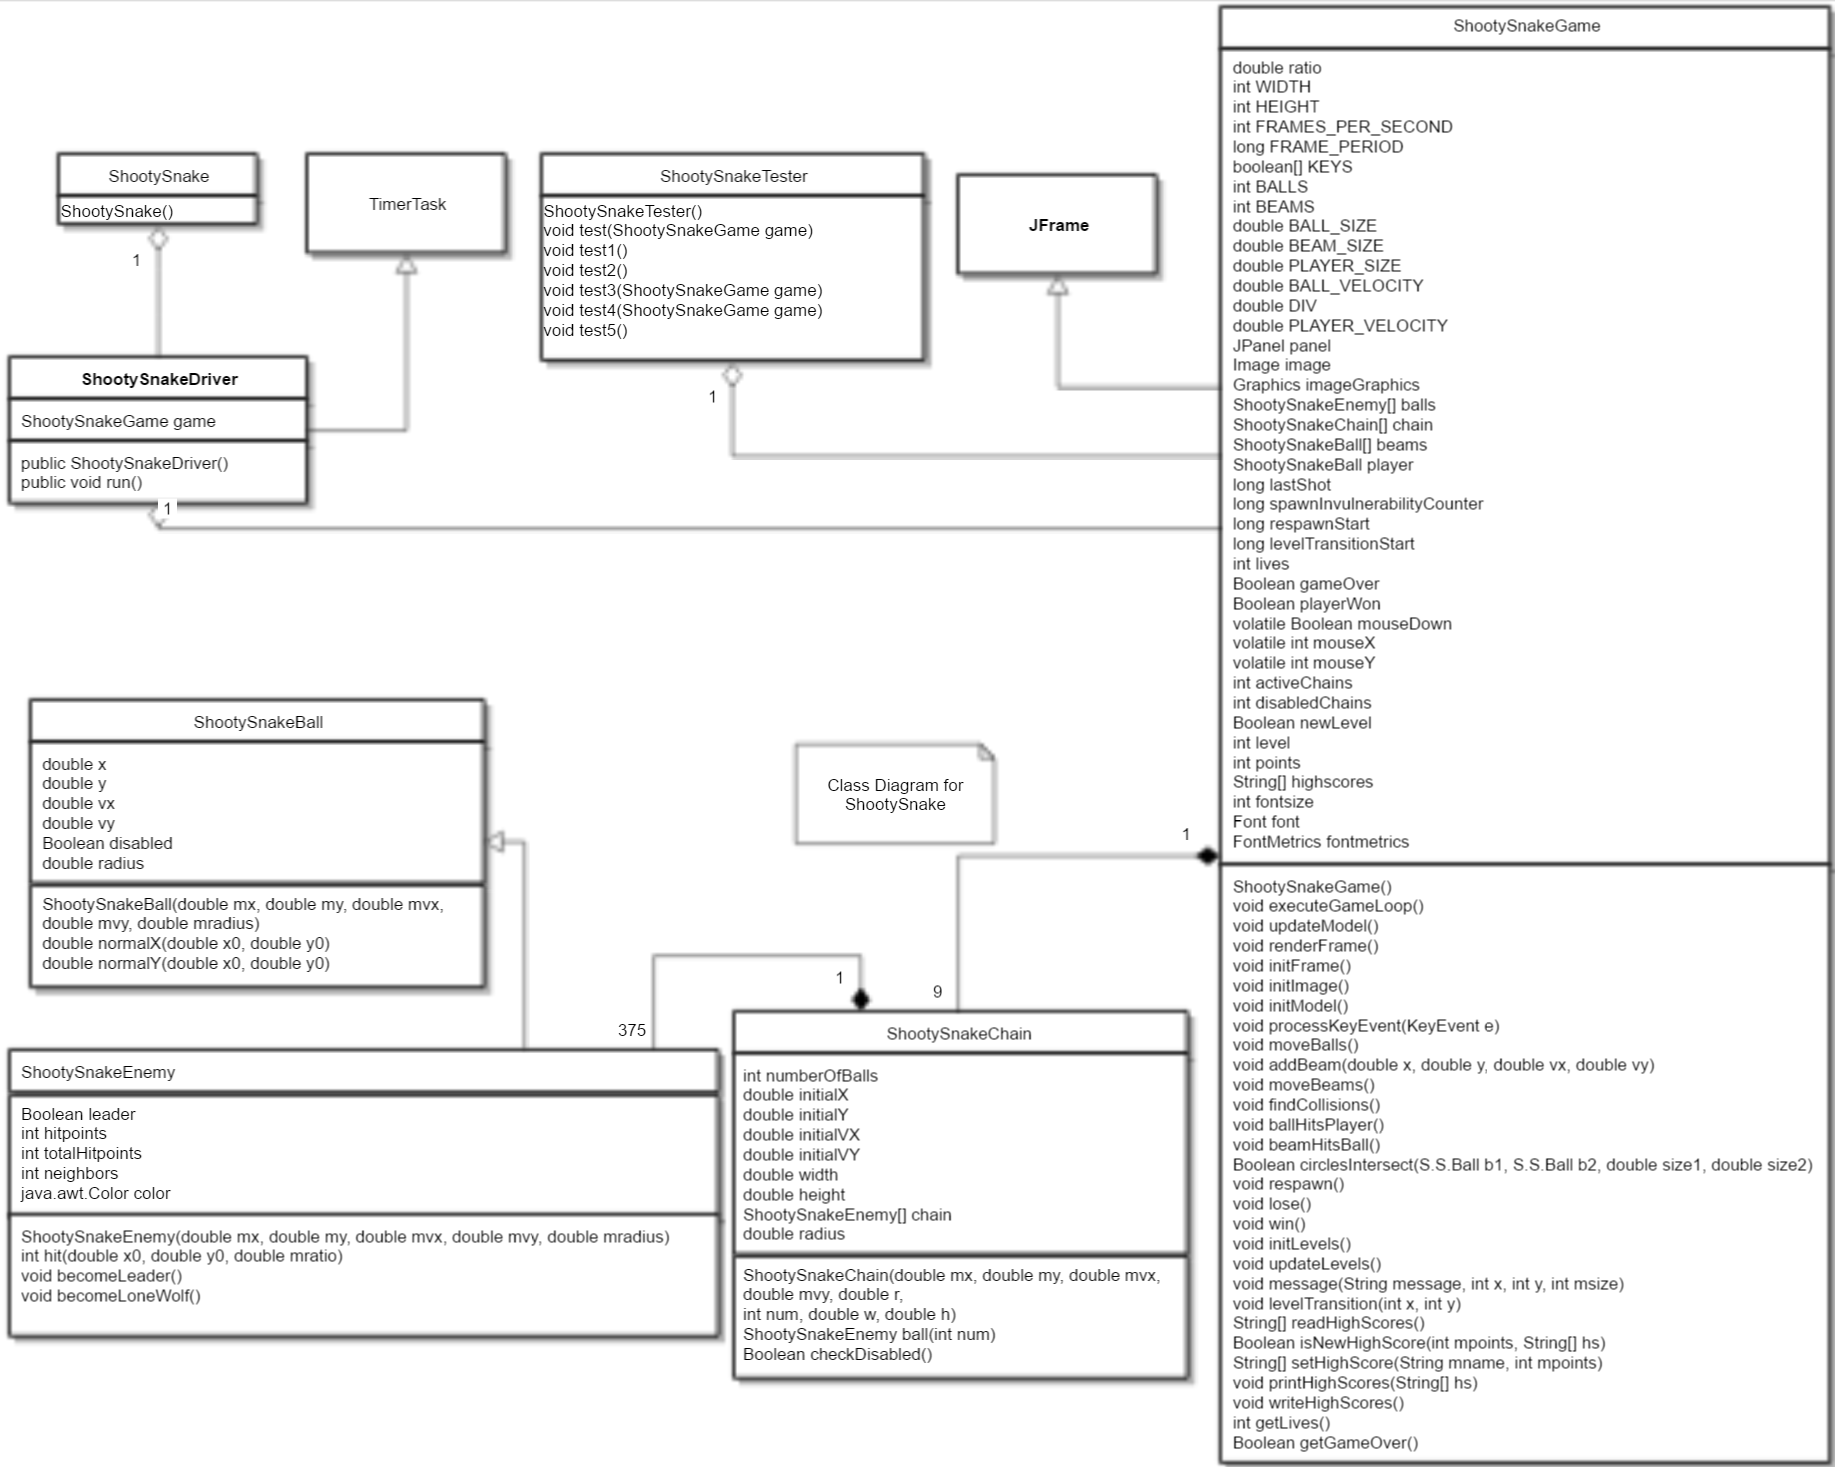 ShootySnake
ShootySnake()
1
TimerTask
ShootySnakeTester
ShootySnakeTester()
void test(ShootySnakeGame game)
void test1()
void test2()
void test3(ShootySnakeGame game)
void test4(ShootySnakeGame game)
void test5()
1
JFrame
ShootySnakeDriver
ShootySnakeGame game
public ShootySnakeDriver()
public void run()
1
ShootySnakeGame
double ratio
int WIDTH
int HEIGHT
int FRAMES_PER_SECOND
long FRAME_PERIOD
boolean[] KEYS
int BALLS
int BEAMS
double BALL_SIZE
double BEAM_SIZE
double PLAYER_SIZE
double BALL_VELOCITY
double DIV
double PLAYER_VELOCITY
JPanel panel
Image image
Graphics imageGraphics
ShootySnakeEnemy[] balls
ShootySnakeChain[] chain
ShootySnakeBall[] beams
ShootySnakeBall player
long lastShot
long spawnInvulnerabilityCounter
long respawnStart
long levelTransitionStart
int lives
Boolean gameOver
Boolean playerWon
volatile Boolean mouseDown
volatile int mouseX
volatile int mouseY
int activeChains
int disabledChains
Boolean newLevel
int level
int points
String[] highscores
int fontsize
Font font
FontMetrics fontmetrics
ShootySnakeGame()
void executeGameLoop()
void updateModel()
void renderFrame()
void initFrame()
void initImage()
void initModel()
void processKeyEvent(KeyEvent e)
void moveBalls()
void addBeam(double x, double y, double vx, double vy)
void moveBeams()
void findCollisions()
void ballHitsPlayer()
void beamHitsBall()
Boolean circlesIntersect(S.S.Ball b1, S.S.Ball b2, double size1, double size2)
void respawn()
void lose()
void win()
void initLevels()
void updateLevels()
void message(String message, int x, int y, int msize)
void levelTransition(int x, int y)
String[] readHighScores()
Boolean isNewHighScore(int mpoints, String[] hs)
String[] setHighScore(String mname, int mpoints)
void printHighScores(String[] hs)
void writeHighScores()
int getLives()
Boolean getGameOver()
ShootySnakeBall
double x
double y
double vx
double vy
Boolean disabled
double radius
ShootySnakeBall(double mx, double my, double mvx,
double mvy, double mradius)
double normalX(double x0, double y0)
double normalY(double x0, double y0)
Class Diagram for
ShootySnake
1
1
9
375
ShootySnakeEnemy
Boolean leader
int hitpoints
int totalHitpoints
int neighbors
java.awt.Color color
ShootySnakeEnemy(double mx, double my, double mvx, double mvy, double mradius)
int hit(double x0, double y0, double mratio)
void becomeLeader()
void becomeLoneWolf()
ShootySnakeChain
int numberOfBalls
double initialX
double initialY
double initialVX
double initialVY
double width
double height
ShootySnakeEnemy[] chain
double radius
ShootySnakeChain(double mx, double my, double mvx,
double mvy, double r,
int num, double w, double h)
ShootySnakeEnemy ball(int num)
Boolean checkDisabled()